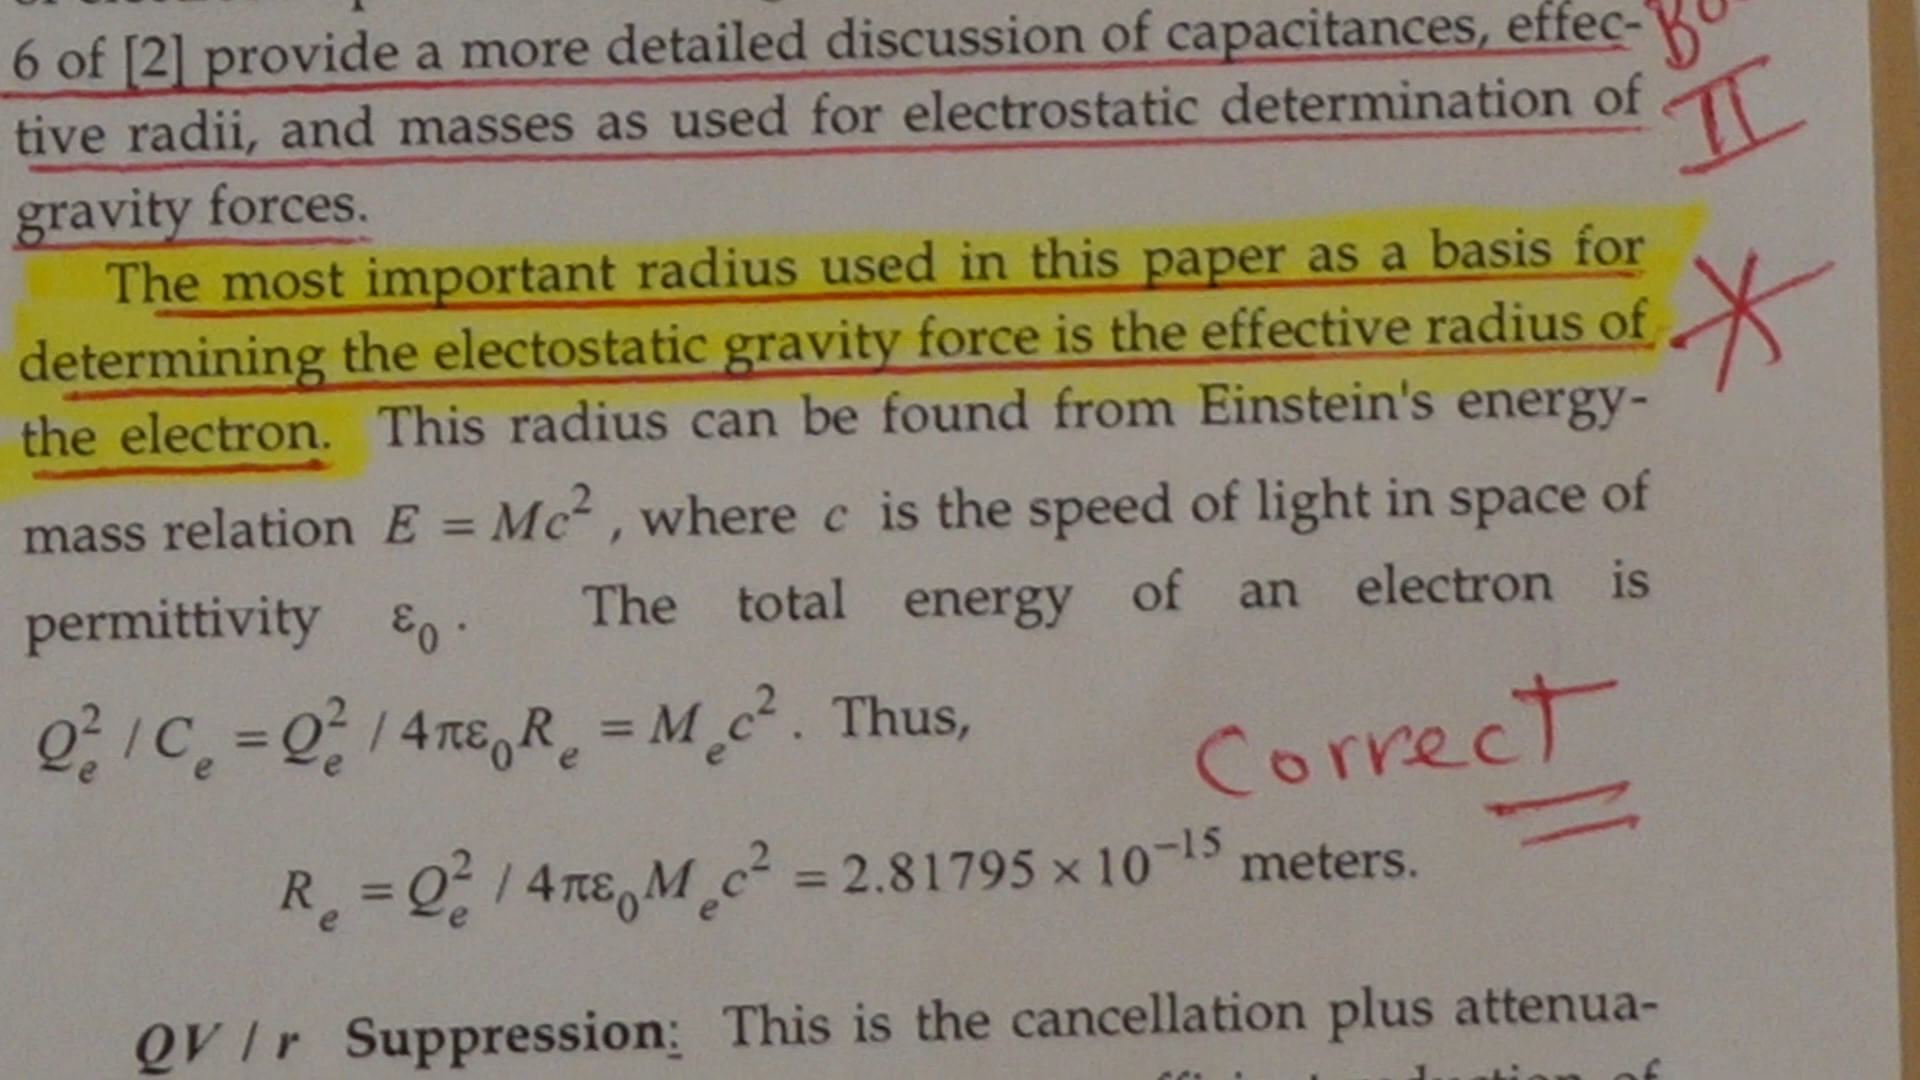 6 of [2] provide a more detailed discussion of capacitances, effec-
tive radii, and masses as used for electrostatic determination of
II
gravity forces.
The most important radius used in this paper as a basis for
determining the electostatic gravity force is the effective radius of
the electron. This radius can be found from Einstein's energy-
mass relation E = Mc², where c is the speed of light in space of
permittivity ε₀. The total energy of an electron is
Qₑ² / Cₑ = Qₑ² / 4πε₀Rₑ = Mₑc². Thus,
Correct
Rₑ = Qₑ² / 4πε₀Mₑc² = 2.81795 × 10⁻¹⁵ meters.
QV / r Suppression: This is the cancellation plus attenua-